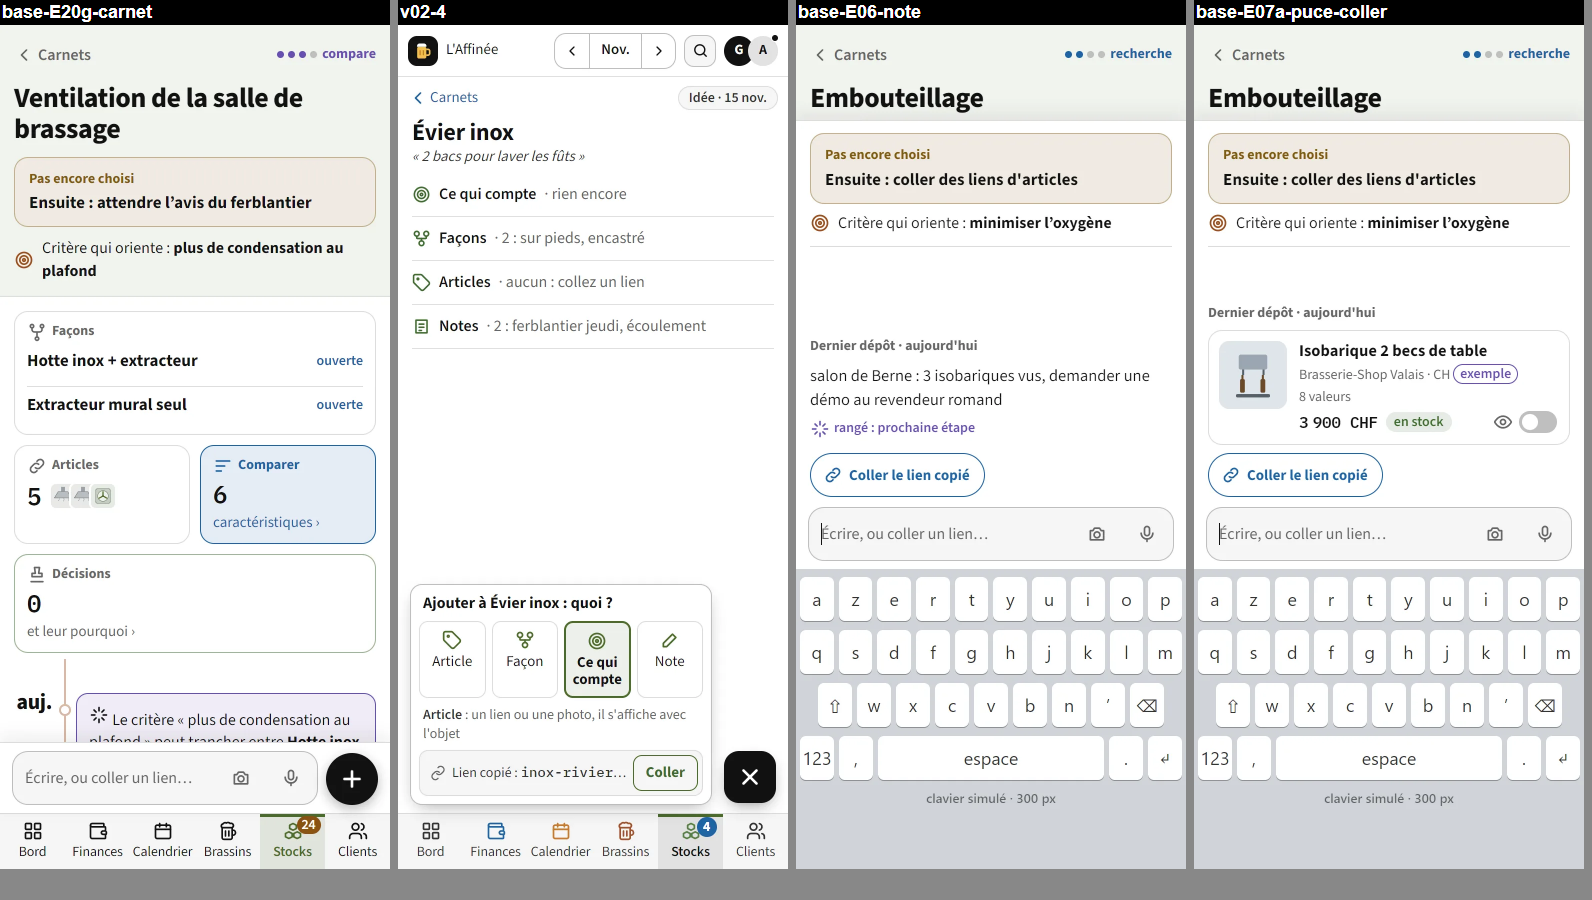 base-E20g-carnet
Carnets
compare
Ventilation de la salle de
brassage
Pas encore choisi
Ensuite : attendre l’avis du ferblantier
Critère qui oriente : plus de condensation au
plafond
Façons
Hotte inox + extracteur
ouverte
Extracteur mural seul
ouverte
Articles
5
Comparer
6
caractéristiques ›
Décisions
0
et leur pourquoi ›
auj.
Le critère « plus de condensation au
plafond » peut trancher entre Hotte inox
Écrire, ou coller un lien…
Bord
Finances
Calendrier
Brassins
24
Stocks
Clients
v02-4
L'Affinée
Nov.
G
A
Carnets
Idée · 15 nov.
Évier inox
« 2 bacs pour laver les fûts »
Ce qui compte · rien encore
Façons · 2 : sur pieds, encastré
Articles · aucun : collez un lien
Notes · 2 : ferblantier jeudi, écoulement
Ajouter à Évier inox : quoi ?
Article
Façon
Ce qui
compte
Note
Article : un lien ou une photo, il s'affiche avec
l'objet
Lien copié : inox-rivier…
Coller
Bord
Finances
Calendrier
Brassins
4
Stocks
Clients
base-E06-note
Carnets
recherche
Embouteillage
Pas encore choisi
Ensuite : coller des liens d'articles
Critère qui oriente : minimiser l’oxygène
Dernier dépôt · aujourd'hui
salon de Berne : 3 isobariques vus, demander une
démo au revendeur romand
rangé : prochaine étape
Coller le lien copié
Écrire, ou coller un lien…
a z e r t y u i o p
q s d f g h j k l m
⇧ w x c v b n ’ ⌫
123 , espace . ↵
clavier simulé · 300 px
base-E07a-puce-coller
Carnets
recherche
Embouteillage
Pas encore choisi
Ensuite : coller des liens d'articles
Critère qui oriente : minimiser l’oxygène
Dernier dépôt · aujourd'hui
Isobarique 2 becs de table
Brasserie-Shop Valais · CH exemple
8 valeurs
3 900 CHF
en stock
Coller le lien copié
Écrire, ou coller un lien…
a z e r t y u i o p
q s d f g h j k l m
⇧ w x c v b n ’ ⌫
123 , espace . ↵
clavier simulé · 300 px